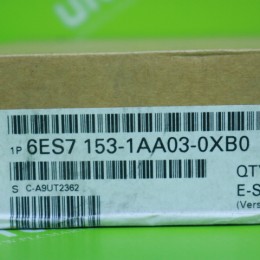 1P 6ES7 153-1AA03-0XB0
QTY
S C-A9UT2362
E-S
(Vers